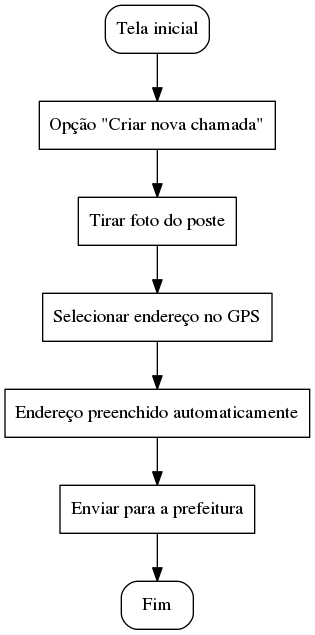 Tela inicial
Opção "Criar nova chamada"
Tirar foto do poste
Selecionar endereço no GPS
Endereço preenchido automaticamente
Enviar para a prefeitura
Fim